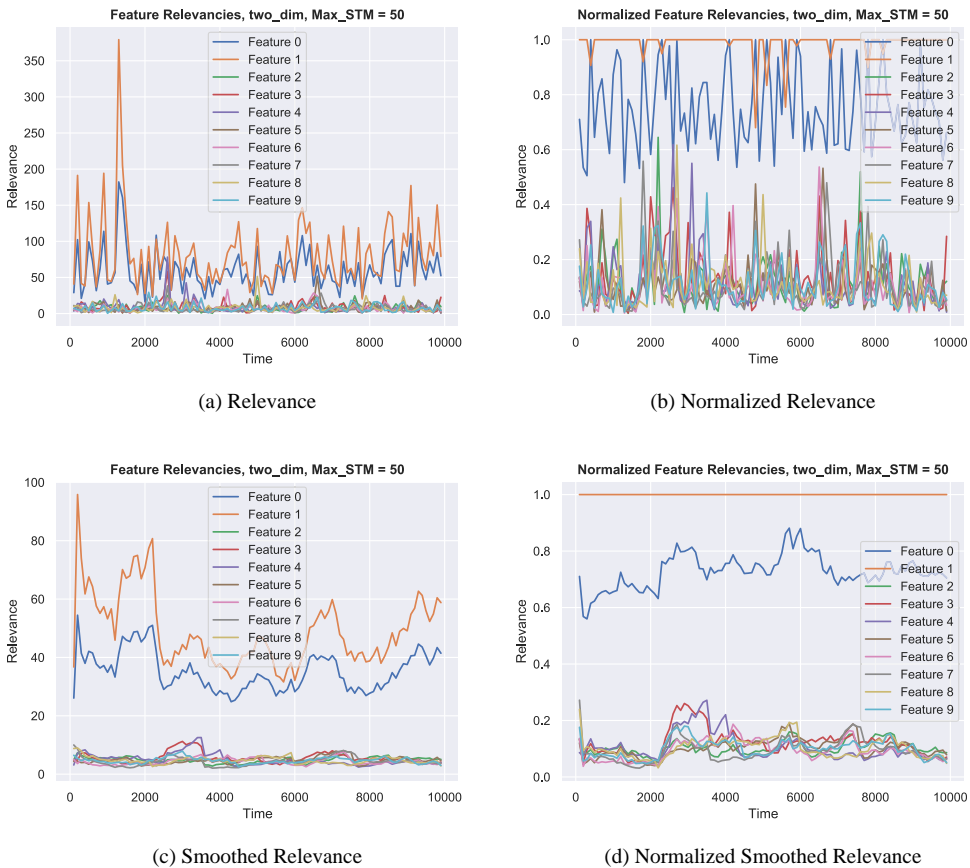 Feature Relevancies, two_dim, Max_STM = 50
Relevance
350
300
250
200
150
100
50
0
Feature 0
Feature 1
Feature 2
Feature 3
Feature 4
Feature 5
Feature 6
Feature 7
Feature 8
Feature 9
0 2000 4000 6000 8000 10000
Time
(a) Relevance
Normalized Feature Relevancies, two_dim, Max_STM = 50
Relevance
1.0
0.8
0.6
0.4
0.2
0.0
Feature 0
Feature 1
Feature 2
Feature 3
Feature 4
Feature 5
Feature 6
Feature 7
Feature 8
Feature 9
0 2000 4000 6000 8000 10000
Time
(b) Normalized Relevance
Feature Relevancies, two_dim, Max_STM = 50
Relevance
100
80
60
40
20
0
Feature 0
Feature 1
Feature 2
Feature 3
Feature 4
Feature 5
Feature 6
Feature 7
Feature 8
Feature 9
0 2000 4000 6000 8000 10000
Time
(c) Smoothed Relevance
Normalized Feature Relevancies, two_dim, Max_STM = 50
Relevance
1.0
0.8
0.6
0.4
0.2
0.0
Feature 0
Feature 1
Feature 2
Feature 3
Feature 4
Feature 5
Feature 6
Feature 7
Feature 8
Feature 9
0 2000 4000 6000 8000 10000
Time
(d) Normalized Smoothed Relevance